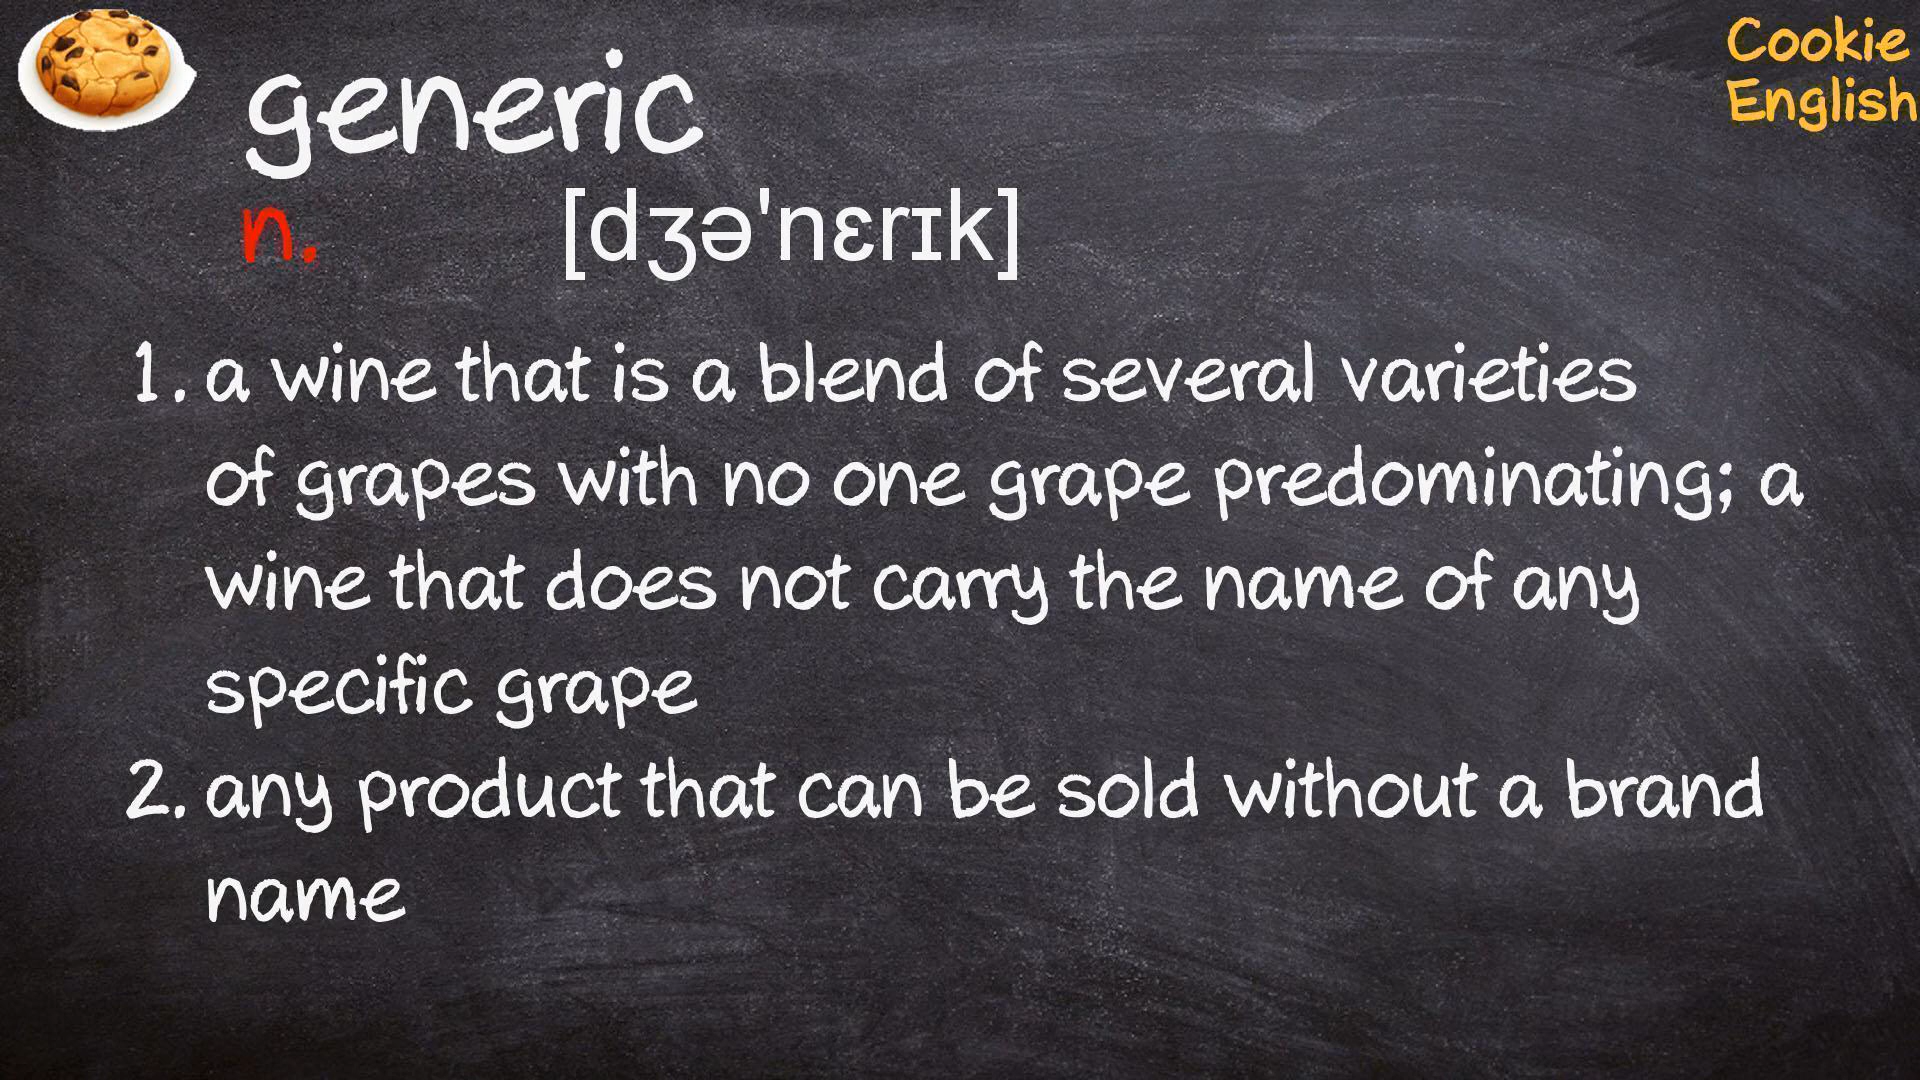 Cookie
English
generic
n. [dʒə'nɛrɪk]
1. a wine that is a blend of several varieties
of grapes with no one grape predominating; a
wine that does not carry the name of any
specific grape
2. any product that can be sold without a brand
name